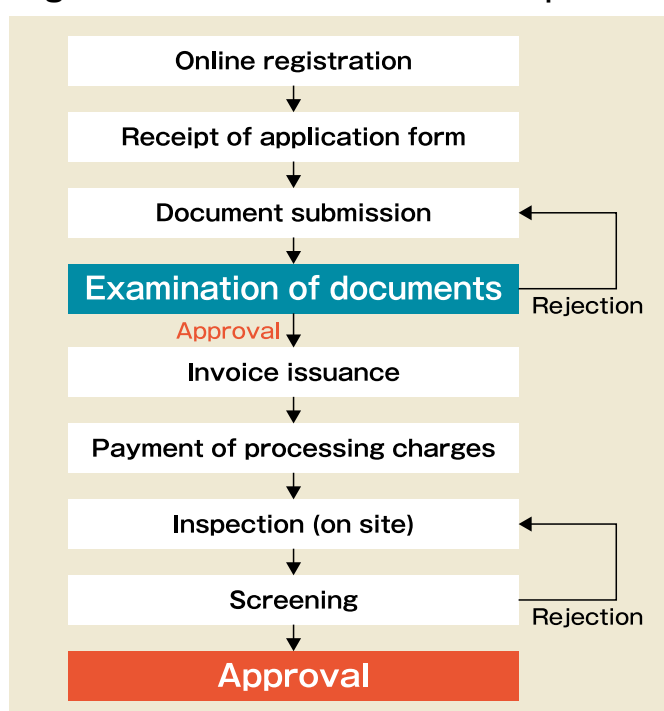 Online registration
Receipt of application form
Document submission
Examination of documents
Rejection
Approval
Invoice issuance
Payment of processing charges
Inspection (on site)
Screening
Rejection
Approval